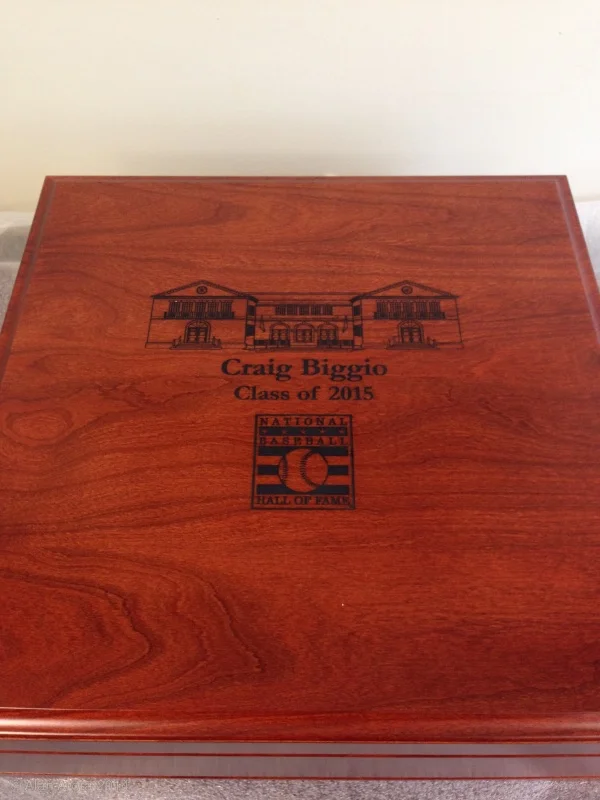 Craig Biggio
Class of 2015
NATIONAL
BASEBALL
HALL OF FAME